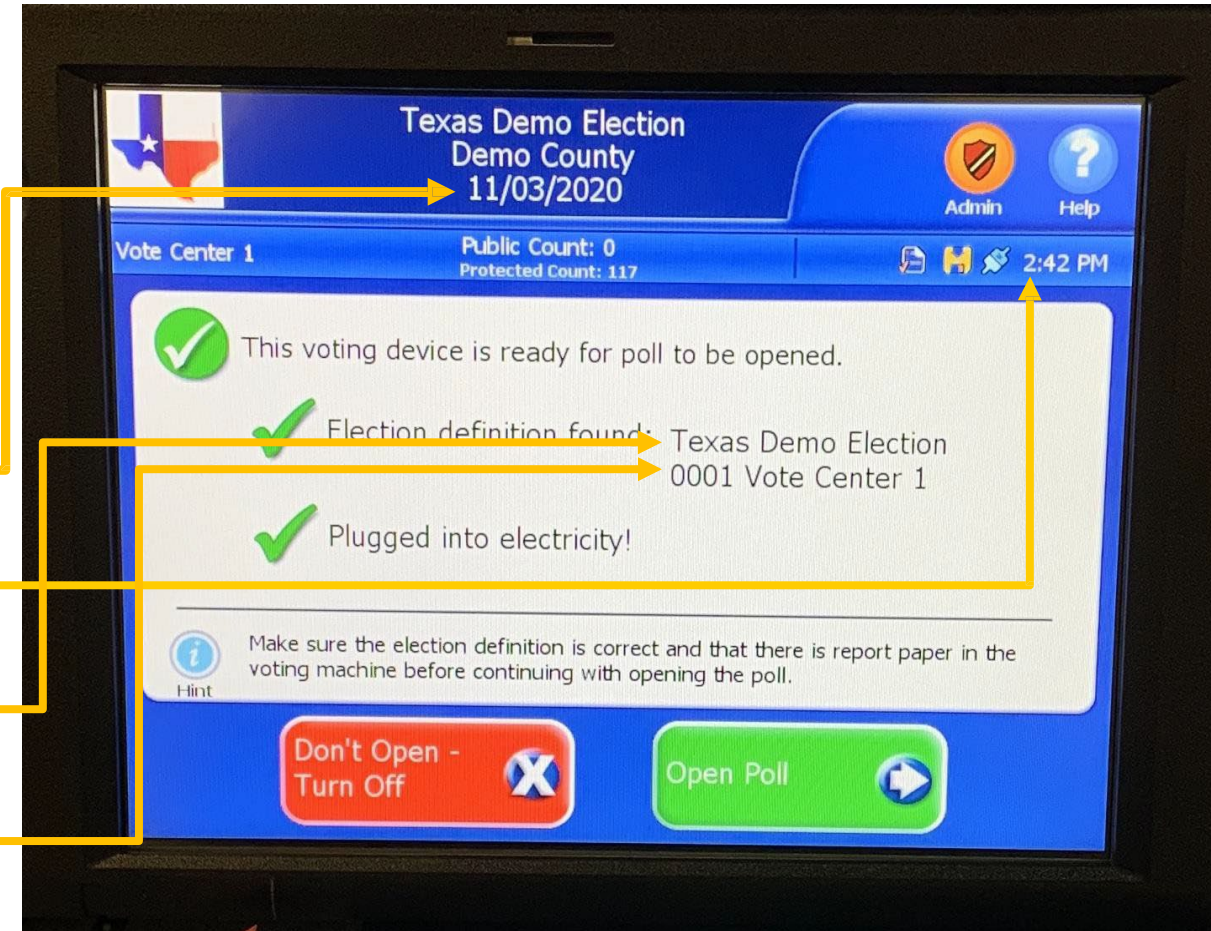 Texas Demo Election
Demo County
11/03/2020
Admin
Help
Vote Center 1
Public Count: 0
Protected Count: 117
2:42 PM
This voting device is ready for poll to be opened.
Election definition found:
Texas Demo Election
0001 Vote Center 1
Plugged into electricity!
Hint
Make sure the election definition is correct and that there is report paper in the
voting machine before continuing with opening the poll.
Don't Open -
Turn Off
Open Poll